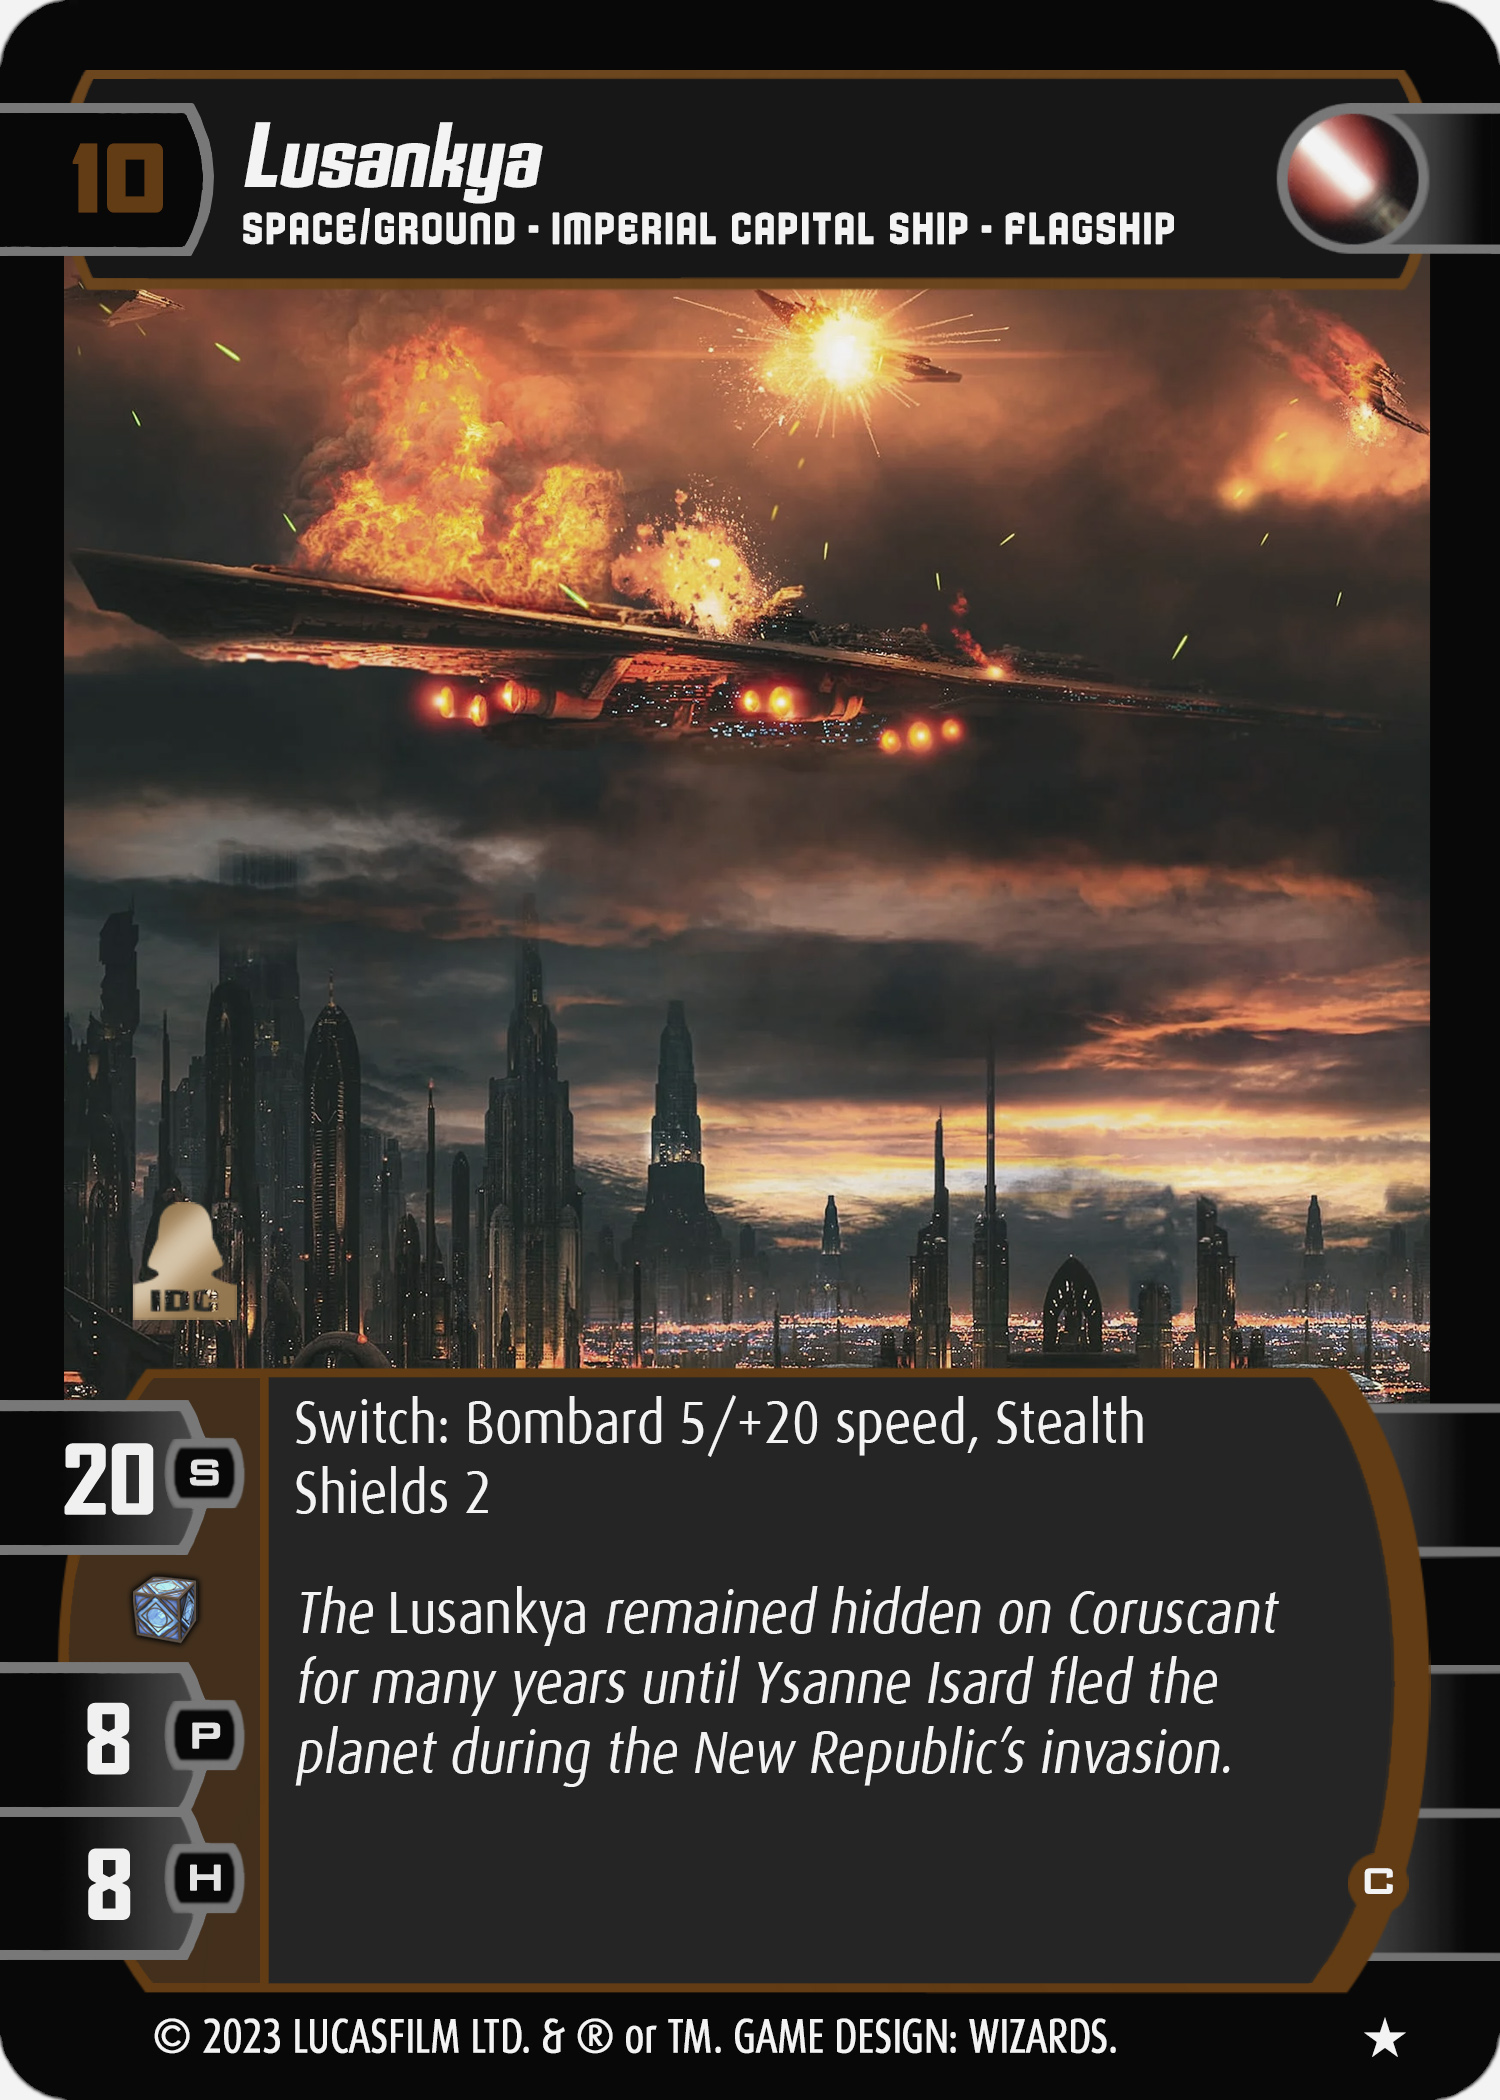 10
Lusankya
SPACE/GROUND - IMPERIAL CAPITAL SHIP - FLAGSHIP
IDC
Switch: Bombard 5/+20 speed, Stealth
Shields 2
20 S
The Lusankya remained hidden on Coruscant
for many years until Ysanne Isard fled the
planet during the New Republic’s invasion.
8 P
8 H
C
© 2023 LUCASFILM LTD. & ® or TM. GAME DESIGN: WIZARDS.